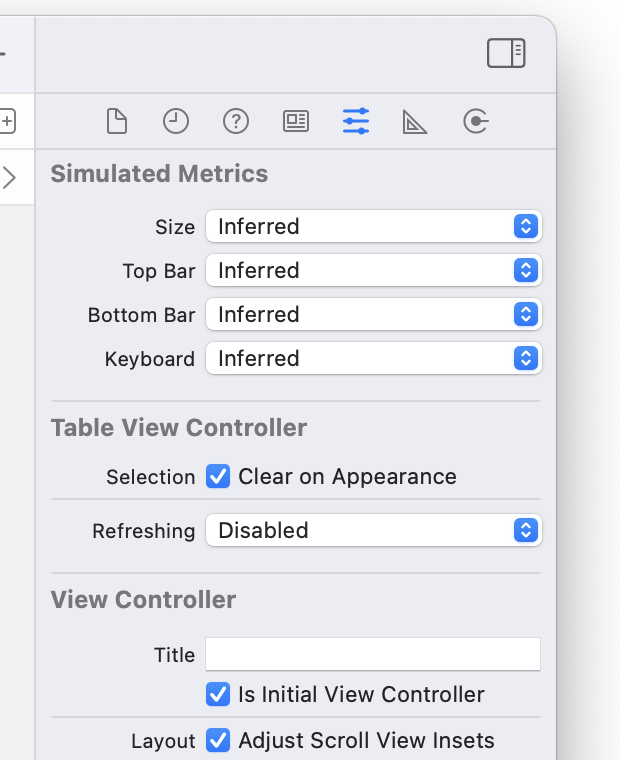 Simulated Metrics
Size Inferred
Top Bar Inferred
Bottom Bar Inferred
Keyboard Inferred
Table View Controller
Selection Clear on Appearance
Refreshing Disabled
View Controller
Title
Is Initial View Controller
Layout Adjust Scroll View Insets